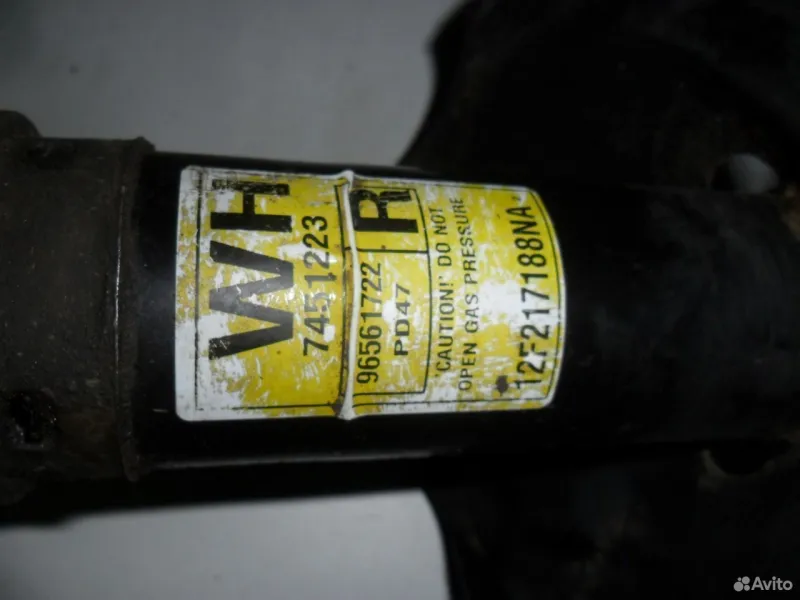 WH
7451223
96561722
R
PD47
CAUTION! DO NOT
OPEN GAS PRESSURE
12F217188NA
Avito